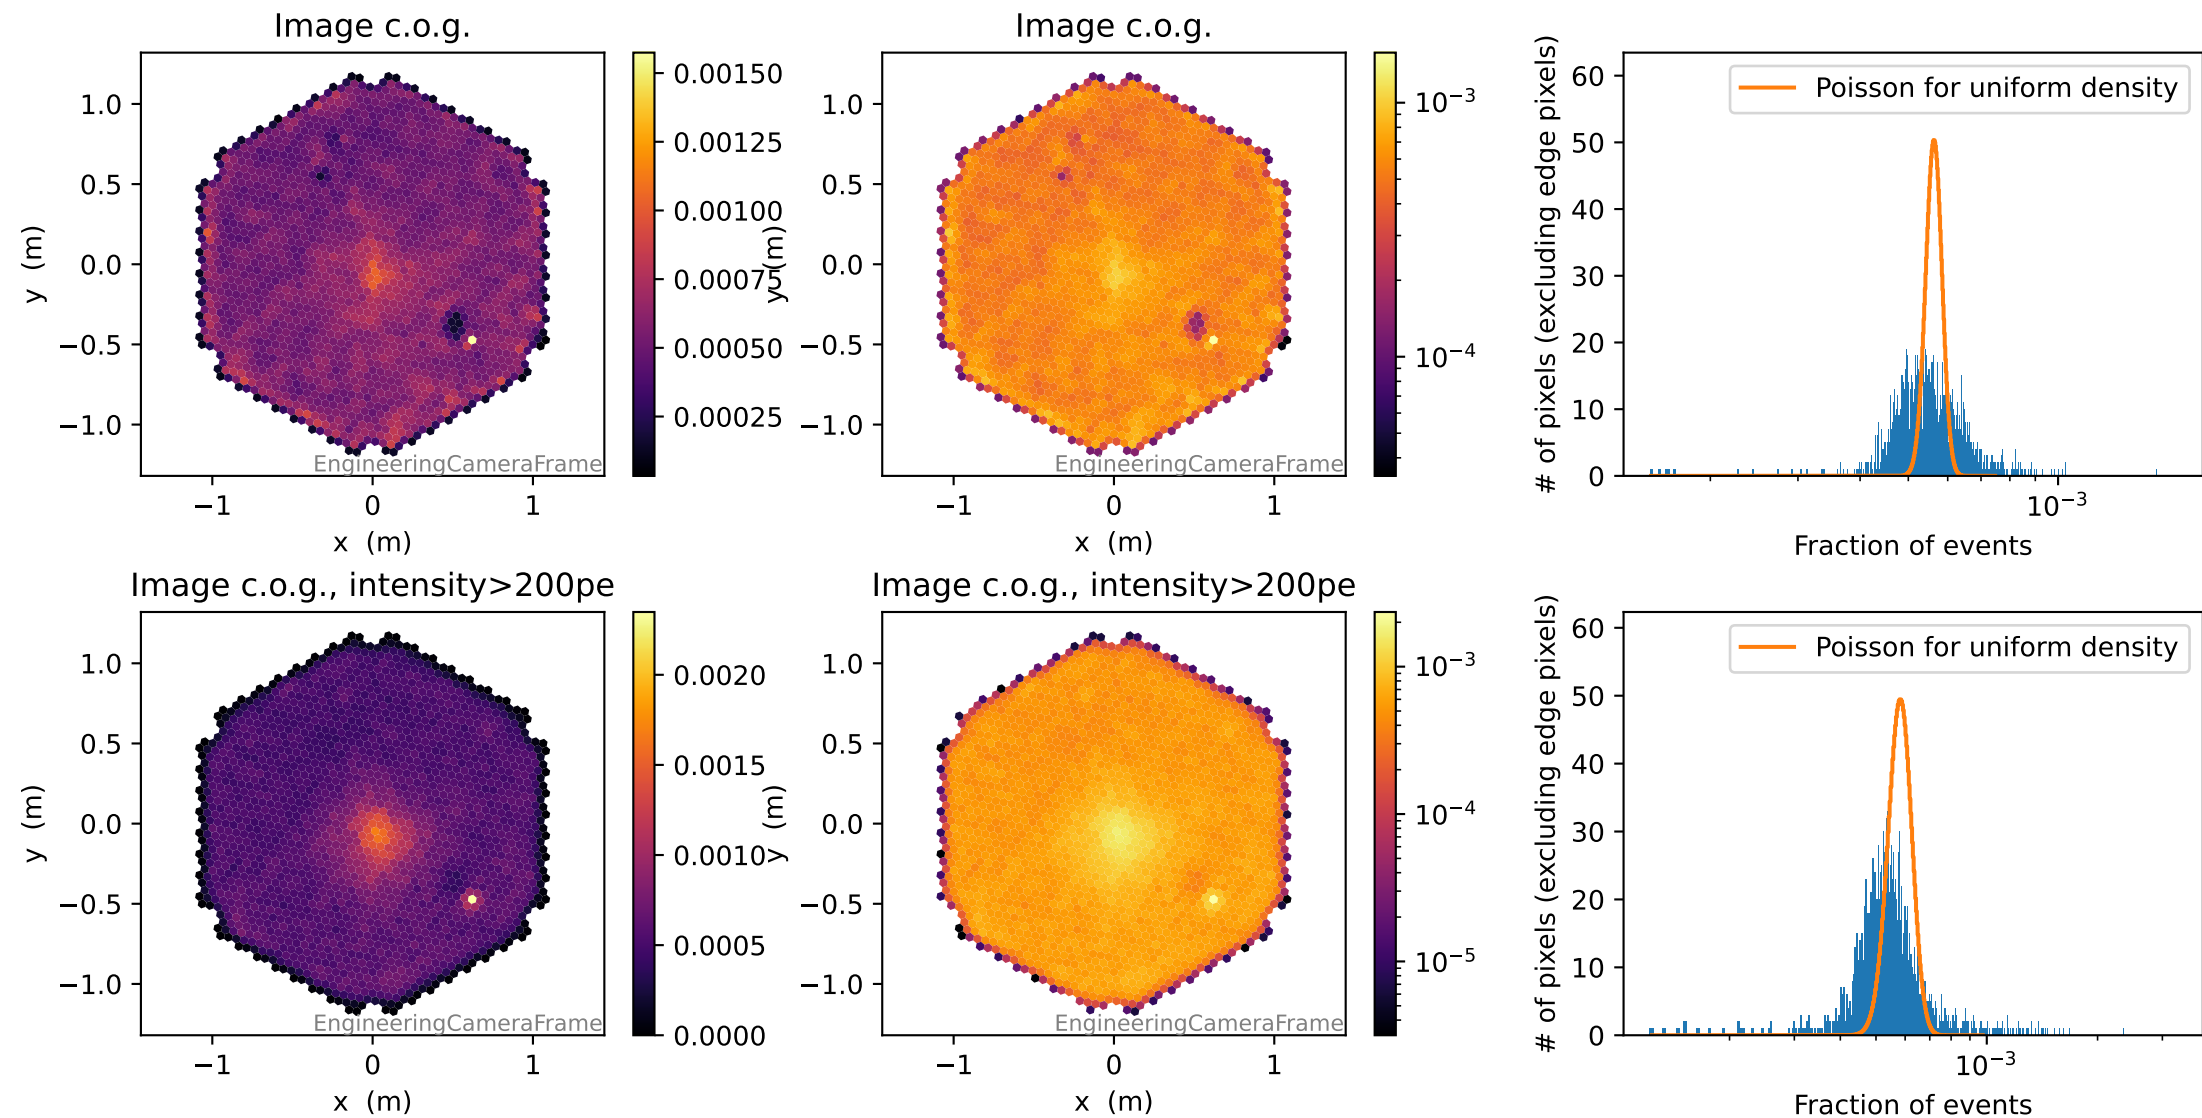 Image c.o.g.
1.0
0.5
0.0
−0.5
−1.0
y (m)
EngineeringCameraFrame
−1 0 1
x (m)
0.00150
0.00125
0.00100
0.00075
0.00050
0.00025
Image c.o.g.
1.0
0.5
0.0
−0.5
−1.0
y (m)
EngineeringCameraFrame
−1 0 1
x (m)
10⁻³
10⁻⁴
# of pixels (excluding edge pixels)
60
50
40
30
20
10
0
Poisson for uniform density
10⁻³
Fraction of events
Image c.o.g., intensity>200pe
1.0
0.5
0.0
−0.5
−1.0
y (m)
EngineeringCameraFrame
−1 0 1
x (m)
0.0020
0.0015
0.0010
0.0005
0.0000
Image c.o.g., intensity>200pe
1.0
0.5
0.0
−0.5
−1.0
y (m)
EngineeringCameraFrame
−1 0 1
x (m)
10⁻³
10⁻⁴
10⁻⁵
# of pixels (excluding edge pixels)
60
50
40
30
20
10
0
Poisson for uniform density
10⁻³
Fraction of events